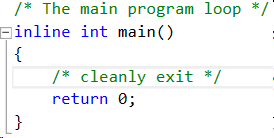 /* The main program loop */
inline int main()
{
    /* cleanly exit */
    return 0;
}